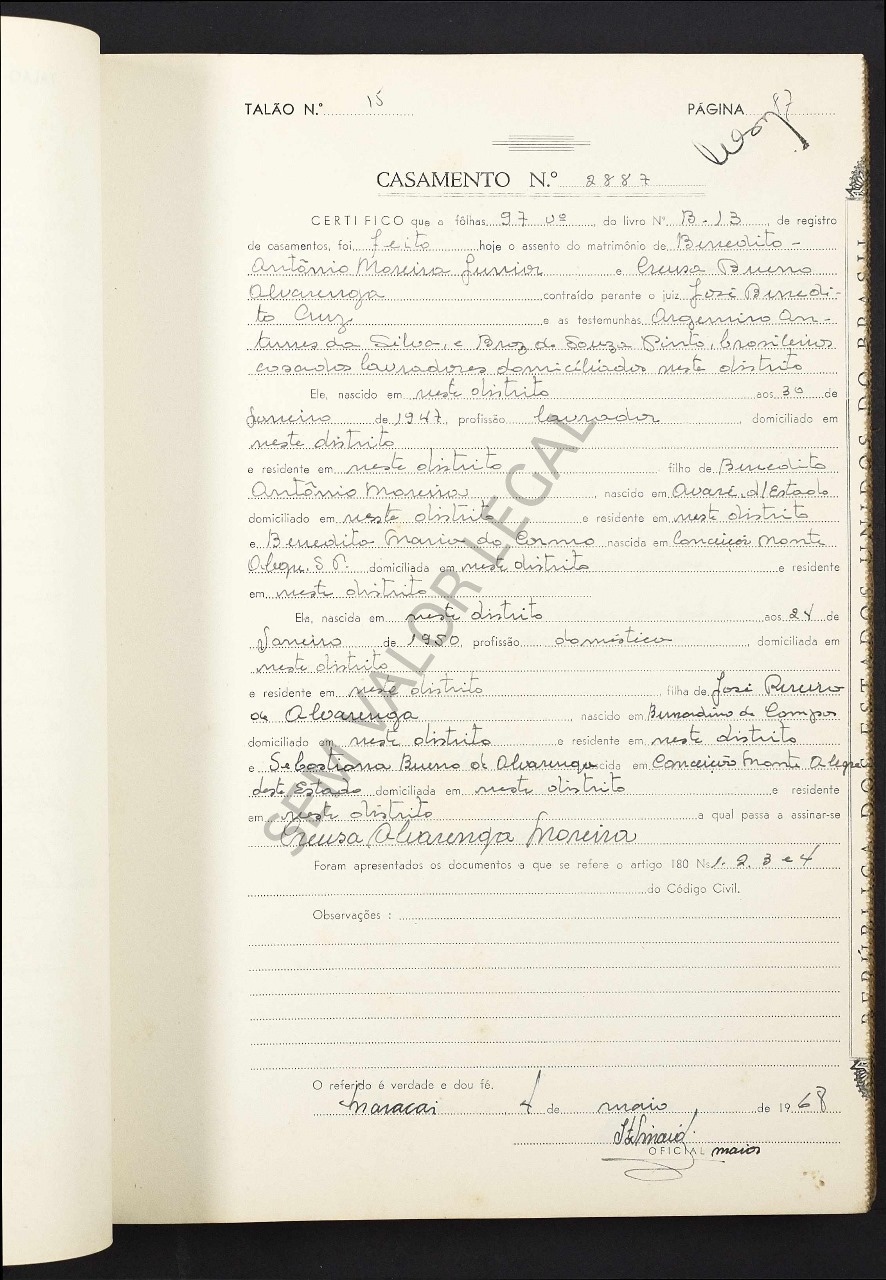 TALÃO N.º 15 PÁGINA 87
CASAMENTO N.º 2887
CERTIFICO que a fôlhas 97 vº do livro Nº B-13, de registro
de casamentos, foi feito hoje o assento do matrimônio de Benedito
Antônio Moreira Junior e Creusa Bueno
Alvarenga contraído perante o juiz José Benedi-
to Cruz e as testemunhas Argemiro An-
tunes da Silva, e Braz de Souza Pinto, brasileiros
casados lavradores domiciliados neste distrito
Ele, nascido em neste distrito aos 30 de
Janeiro de 1947, profissão lavrador, domiciliado em
neste distrito
e residente em neste distrito filho de Benedito
Antônio Moreira, nascido em Avaré, d/Estado
domiciliado em neste distrito e residente em neste distrito
e Benedita Maria do Carmo nascida em Conceição Monte
Alegre. S.P. domiciliada em neste distrito e residente
em neste distrito
Ela, nascida em neste distrito aos 24 de
Janeiro de 1950, profissão doméstica, domiciliada em
neste distrito
e residente em neste distrito, filha de José Pereira
de Alvarenga, nascido em Bernardino de Campos
domiciliado em neste distrito e residente em neste distrito
e Sebastiana Bueno de Alvarenga cida em Conceição Monte Alegre
deste Estado domiciliada em neste distrito e residente
em neste distrito a qual passa a assinar-se
Creusa Alvarenga Moreira
Foram apresentados os documentos a que se refere o artigo 180 Ns 1. 2. 3 e 4
do Código Civil.
Observações :
O referido é verdade e dou fé.
Maracai 4 de maio de 1968
OFICIAL maior
REPÚBLICA DOS ESTADOS UNIDOS DO BRASIL
SEM VALOR LEGAL